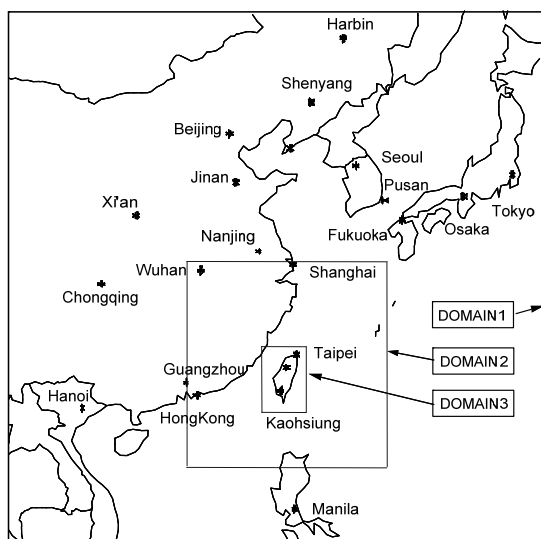 Harbin
Shenyang
Beijing
Seoul
Jinan
Pusan
Xi'an
Tokyo
Nanjing
Fukuoka
Osaka
Wuhan
Shanghai
Chongqing
DOMAIN1
Taipei
DOMAIN2
Guangzhou
Hanoi
DOMAIN3
HongKong
Kaohsiung
Manila